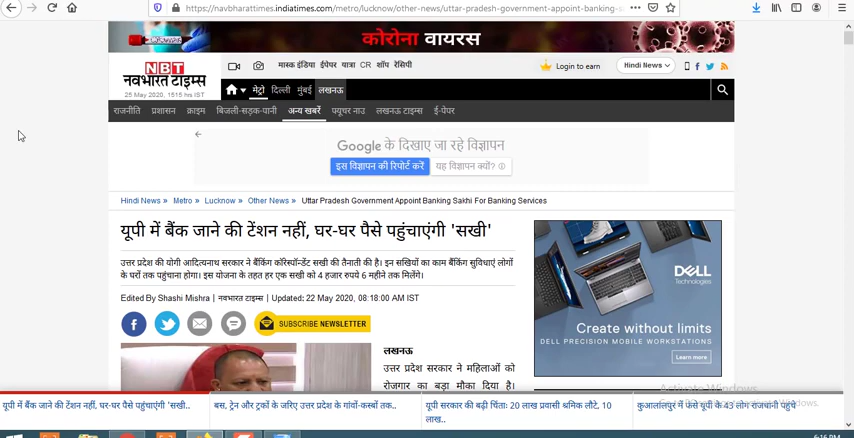 https://navbharattimes.indiatimes.com/metro/lucknow/other-news/uttar-pradesh-government-appoint-banking-sa
कोरोना वायरस
NBT
नवभारत टाइम्स
25 May 2020, 1515 hrs IST
मास्क इंडिया ईपेपर यात्रा CR शॉप रेसिपी
Login to earn
Hindi News
मेट्रो दिल्ली मुंबई लखनऊ
राजनीति प्रशासन क्राइम बिजली-सड़क-पानी अन्य खबरें फ्यूचर नाउ लखनऊ टाइम्स ई-पेपर
Google के दिखाए जा रहे विज्ञापन
इस विज्ञापन की रिपोर्ट करें यह विज्ञापन क्यों?
Hindi News » Metro » Lucknow » Other News » Uttar Pradesh Government Appoint Banking Sakhi For Banking Services
यूपी में बैंक जाने की टेंशन नहीं, घर-घर पैसे पहुंचाएंगी 'सखी'
उत्तर प्रदेश की योगी आदित्यनाथ सरकार ने बैंकिंग कॉरेस्पॉन्डेंट सखी की तैनाती की है। इन सखियों का काम बैंकिंग सुविधाएं लोगों
के घरों तक पहुंचाना होगा। इस योजना के तहत हर एक सखी को 4 हजार रुपये 6 महीने तक मिलेंगे।
Edited By Shashi Mishra | नवभारत टाइम्स | Updated: 22 May 2020, 08:18:00 AM IST
SUBSCRIBE NEWSLETTER
लखनऊ
उत्तर प्रदेश सरकार ने महिलाओं को
रोजगार का बड़ा मौका दिया है।
DELL
Technologies
Create without limits
DELL PRECISION MOBILE WORKSTATIONS
Learn more
Activate Windows
यूपी में बैंक जाने की टेंशन नहीं, घर-घर पैसे पहुंचाएंगी 'सखी'..
बस, ट्रेन और ट्रकों के जरिए उत्तर प्रदेश के गांवों-कस्बों तक..
यूपी सरकार की बड़ी चिंता: 20 लाख प्रवासी श्रमिक लौटे, 10
लाख..
कुआलालंपुर में फंसे यूपी के 43 लोग राजधानी पहुंचे
6:16 PM